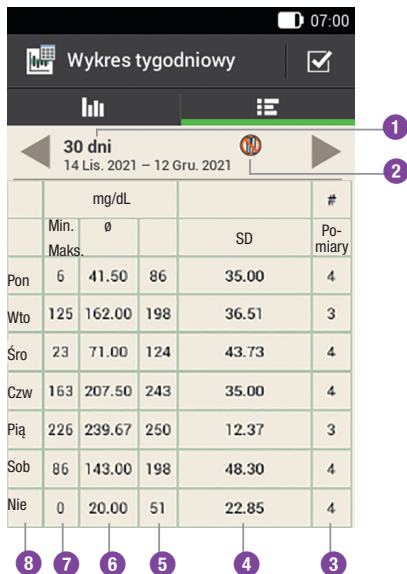 07:00
Wykres tygodniowy
30 dni
14 Lis. 2021 – 12 Gru. 2021
1
2
mg/dL #
Min. ø SD Po-
Maks. miary
Pon 6 41.50 86 35.00 4
Wto 125 162.00 198 36.51 3
Śro 23 71.00 124 43.73 4
Czw 163 207.50 243 35.00 4
Pią 226 239.67 250 12.37 3
Sob 86 143.00 198 48.30 4
Nie 0 20.00 51 22.85 4
8 7 6 5 4 3